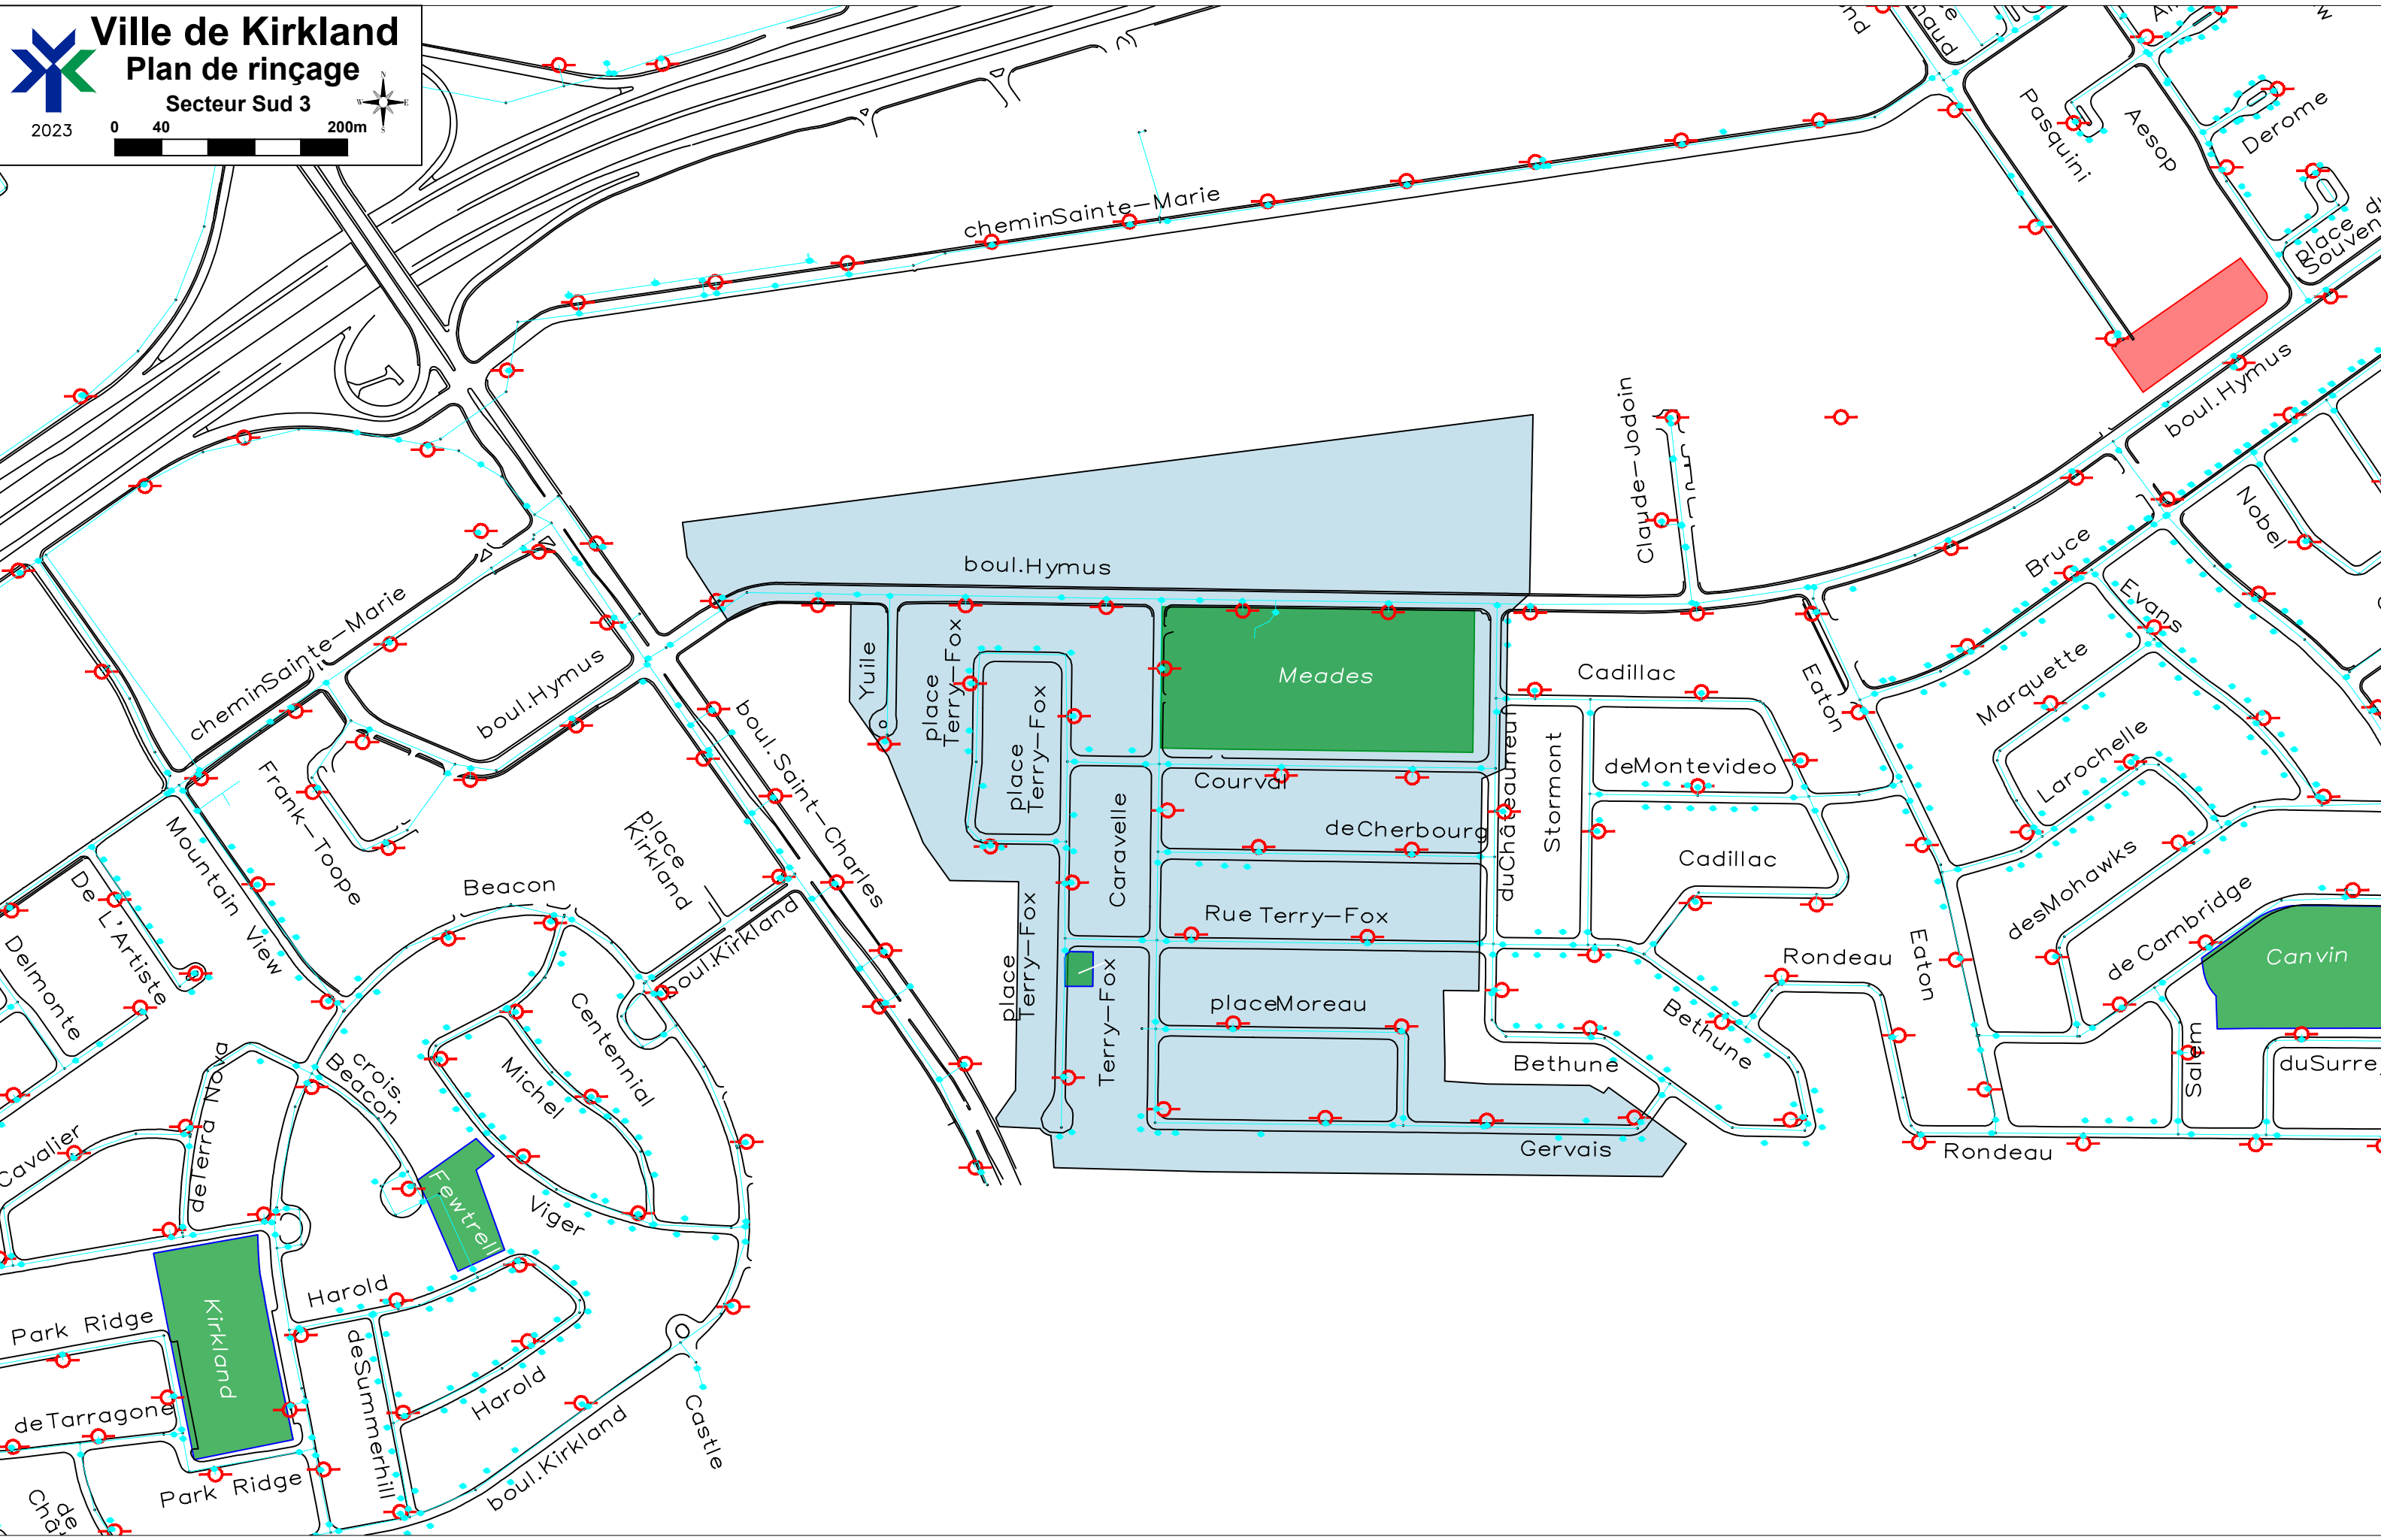 Ville de Kirkland
Plan de rinçage
Secteur Sud 3
2023
0 40 200m
N
W E
S
Pasquini
Aesop
Derome
place
Souven
cheminSainte-Marie
boul.Hymus
Claude-Jodoin
Nobel
Bruce
Evans
boul.Hymus
cheminSainte-Marie
boul.Hymus
Yuile
place
Terry-Fox
place
Terry-Fox
Meades
Cadillac
Eaton
Marquette
Larochelle
boul.Saint-Charles
Courval
duChâteauneuf
Stormont
deMontevideo
Frank-Toope
Mountain View
place
Kirkland
Caravelle
deCherbourg
Cadillac
desMohawks
De L'Artiste
Beacon
boul.Kirkland
Rue Terry-Fox
de Cambridge
Delmonte
Centennial
place
Terry-Fox
Terry-Fox
placeMoreau
Rondeau
Eaton
Canvin
Bethune
Bethune
Salem
duSurre
crois.
Beacon
Michel
deTerra Nova
Cavalier
Gervais
Rondeau
Fewtrell
Viger
Harold
Park Ridge
Kirkland
deSummerhill
Harold
deTarragone
boul.Kirkland
Castle
Park Ridge
de
Chât